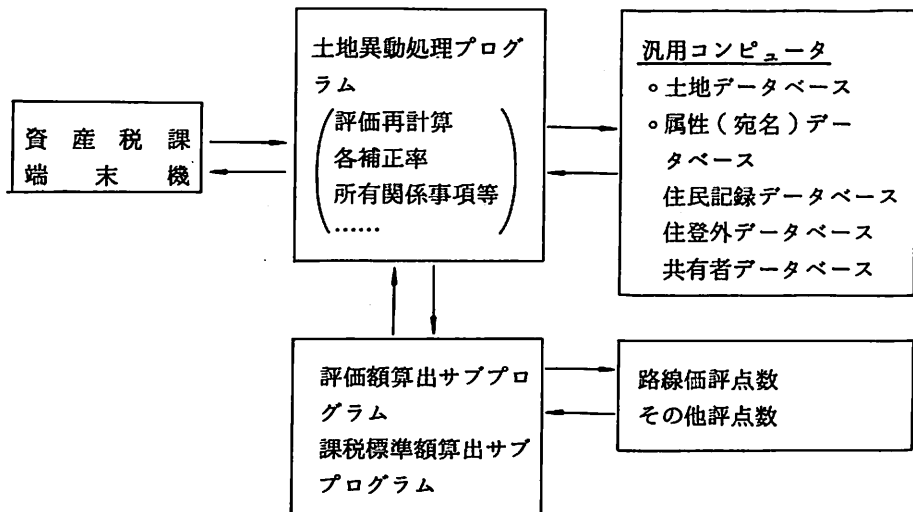 資産税課
端末機
土地異動処理プログ
ラム
評価再計算
各補正率
所有関係事項等
……
汎用コンピュータ
○土地データベース
○属性(宛名)デー
タベース
住民記録データベース
住登外データベース
共有者データベース
評価額算出サブプロ
グラム
課税標準額算出サブ
プログラム
路線価評点数
その他評点数